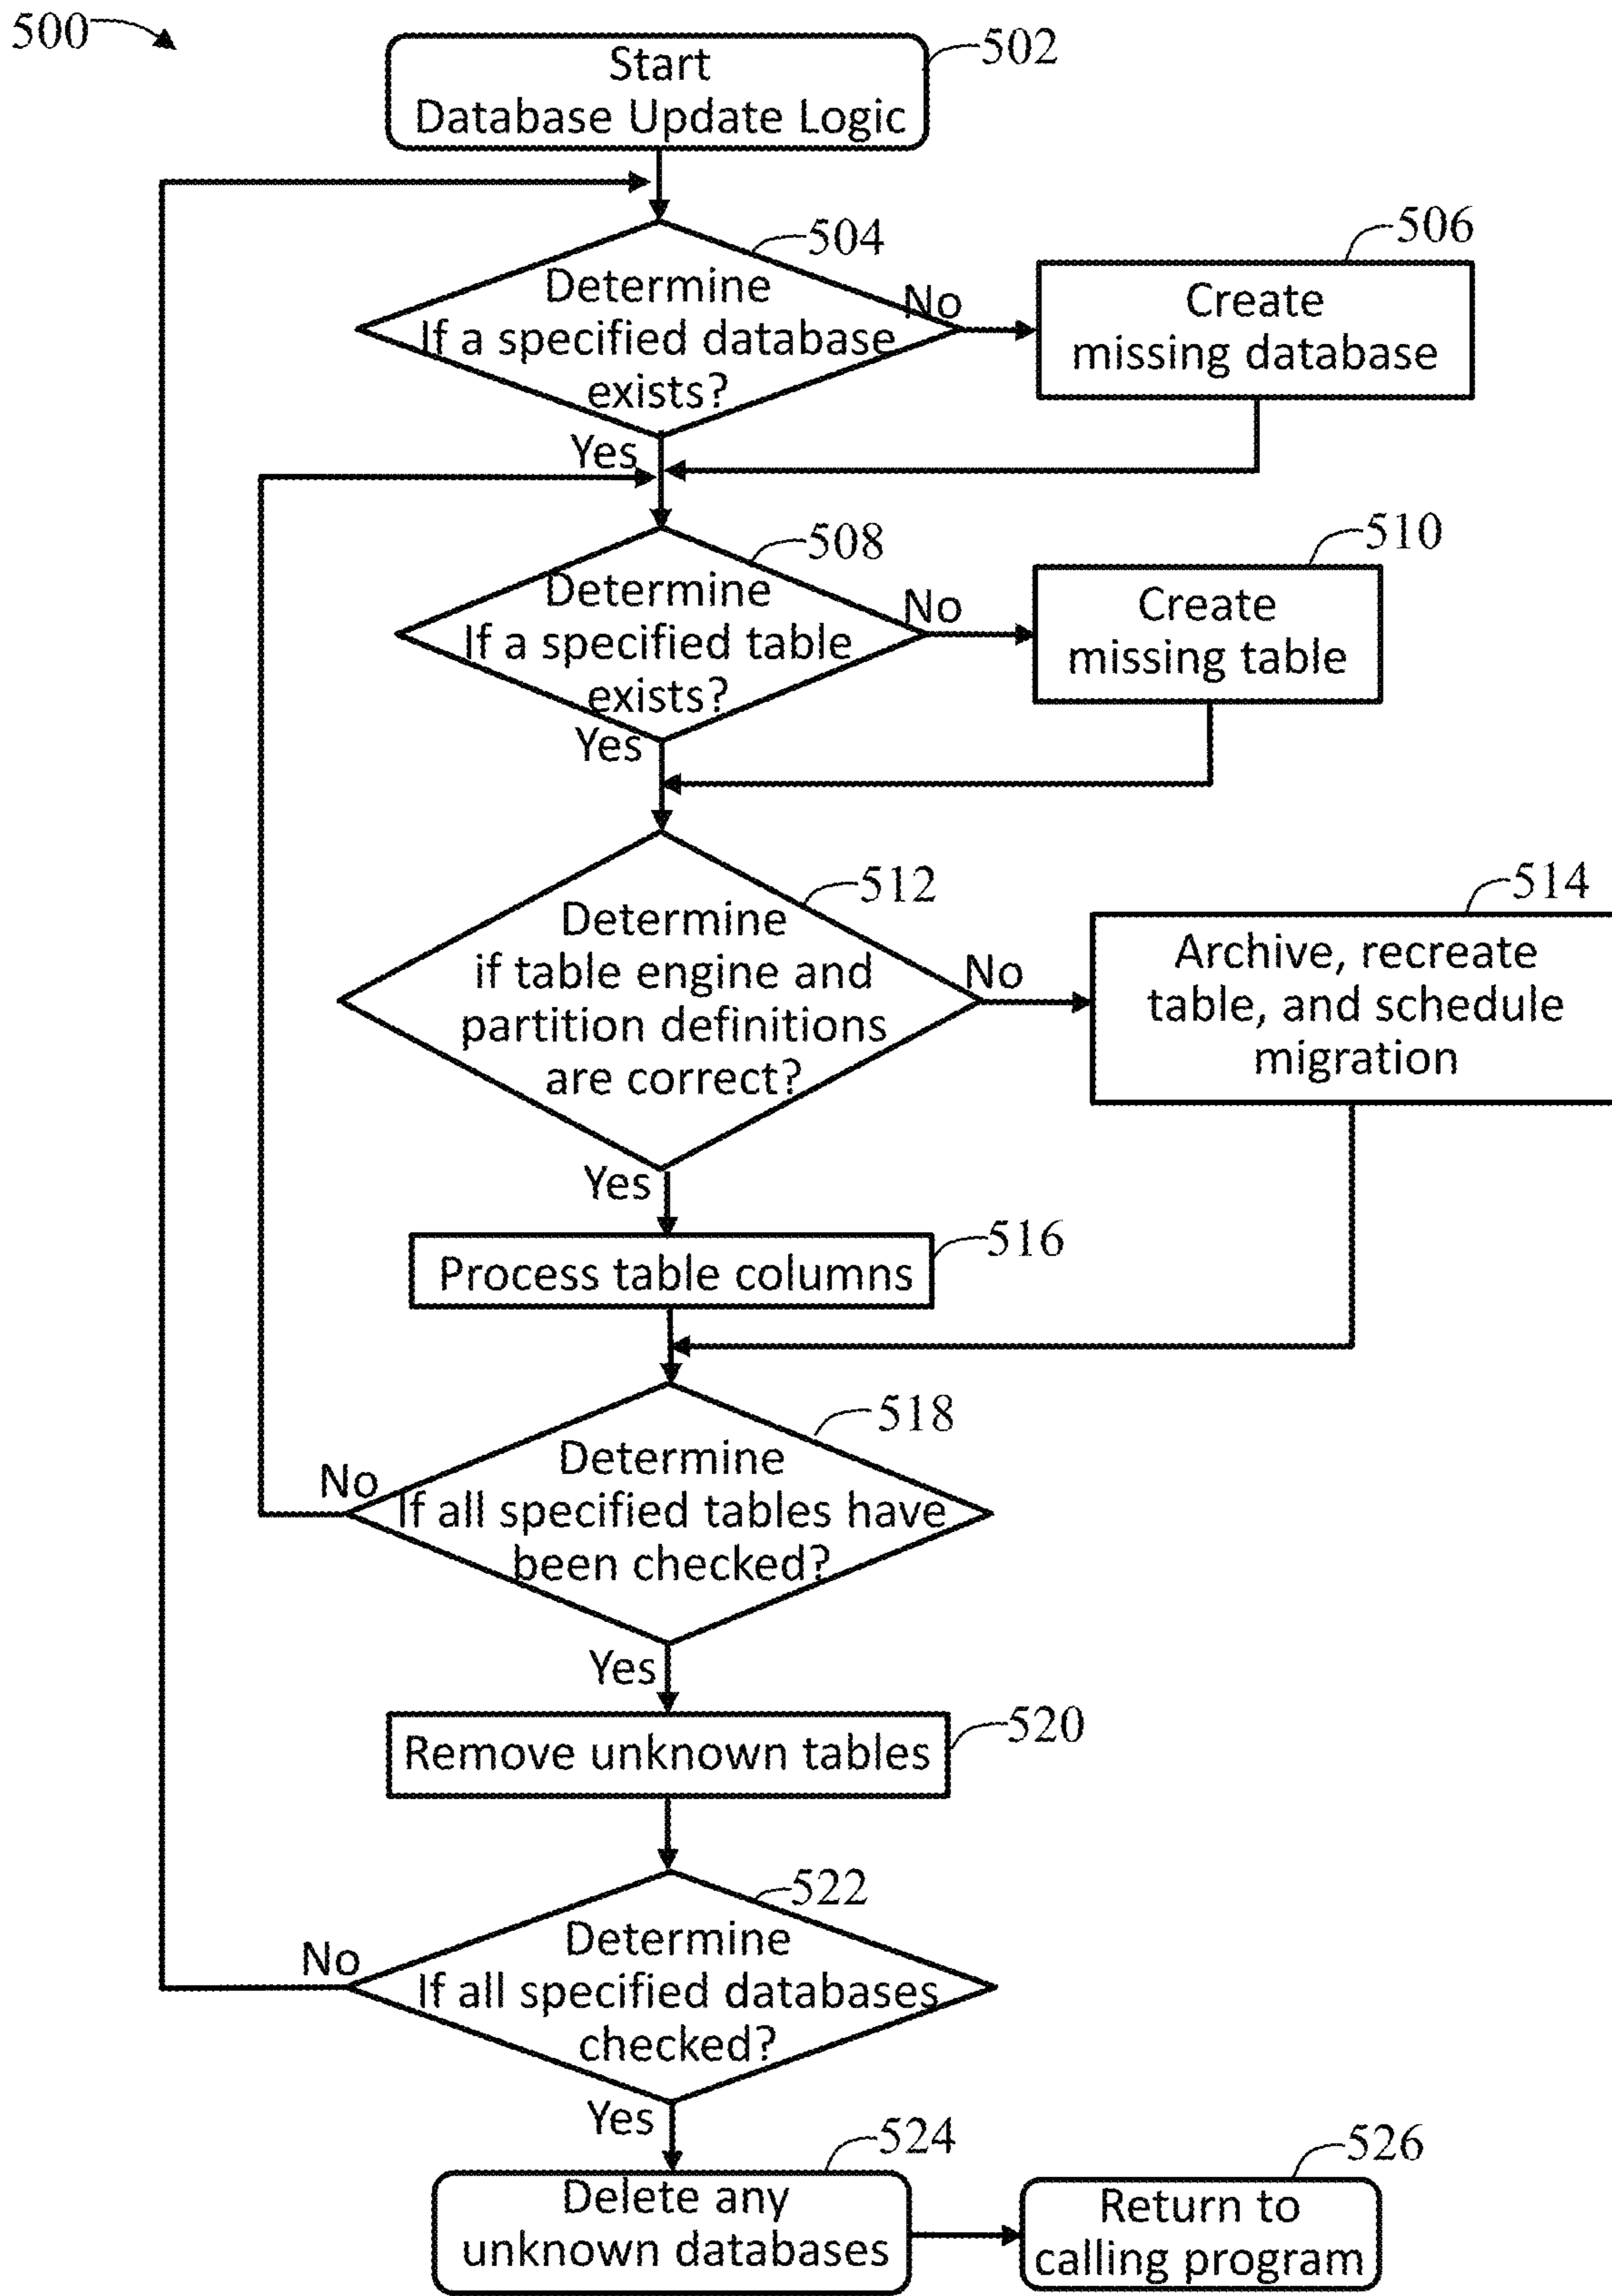 500
502
Start
Database Update Logic
504
506
Determine
If a specified database
exists?
No
Create
missing database
Yes
508
510
Determine
If a specified table
exists?
No
Create
missing table
Yes
512
514
Determine
if table engine and
partition definitions
are correct?
No
Archive, recreate
table, and schedule
migration
Yes
516
Process table columns
518
No
Determine
If all specified tables have
been checked?
Yes
520
Remove unknown tables
522
No
Determine
If all specified databases
checked?
Yes
524
526
Delete any
unknown databases
Return to
calling program